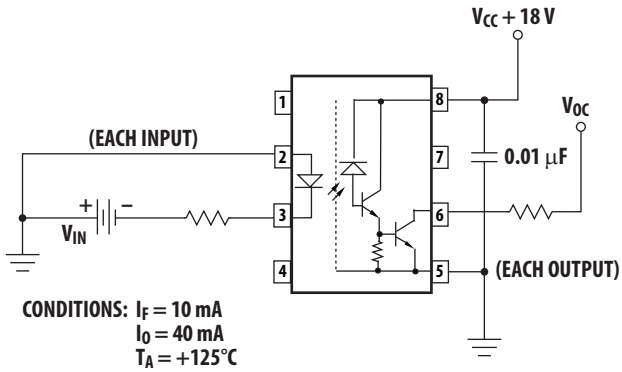 VCC + 18 V
VOC
1
8
(EACH INPUT)
2
7
0.01 μF
+
–
VIN
3
6
4
5
(EACH OUTPUT)
CONDITIONS: IF = 10 mA
IO = 40 mA
TA = +125°C